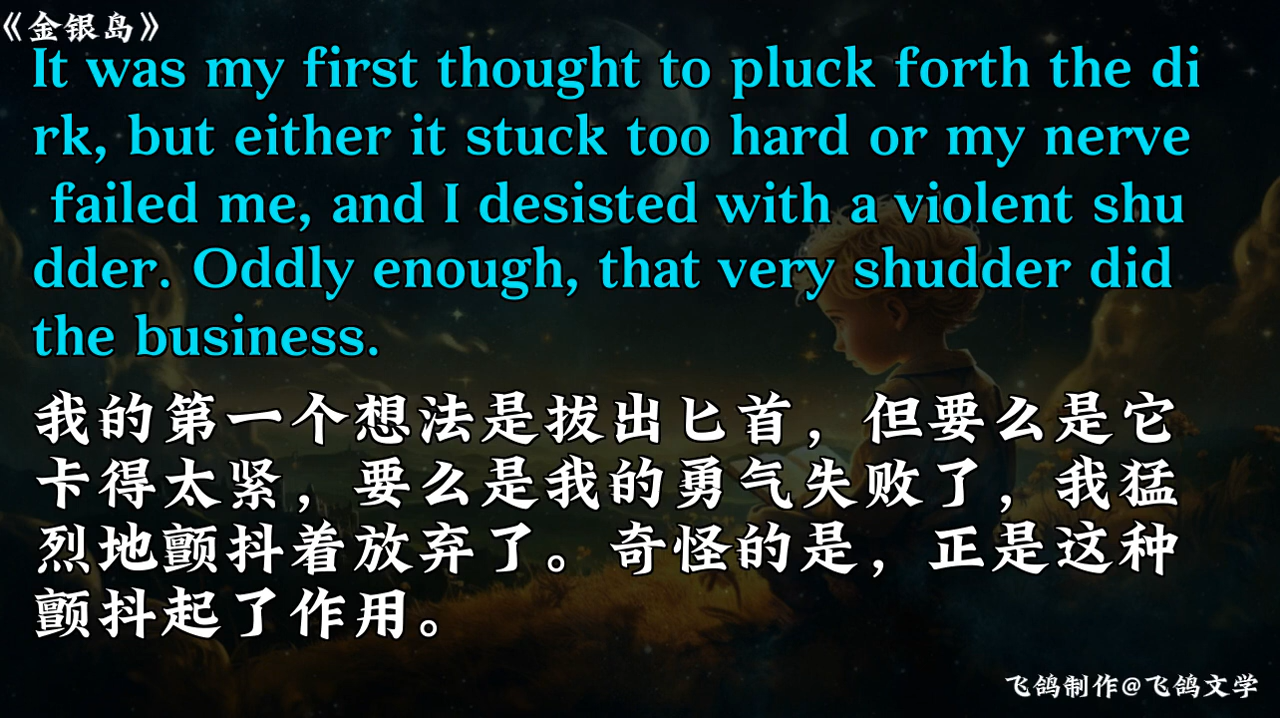 《金银岛》
It was my first thought to pluck forth the di
rk, but either it stuck too hard or my nerve
failed me, and I desisted with a violent shu
dder. Oddly enough, that very shudder did
the business.
我的第一个想法是拔出匕首，但要么是它
卡得太紧，要么是我的勇气失败了，我猛
烈地颤抖着放弃了。奇怪的是，正是这种
颤抖起了作用。
飞鸽制作@飞鸽文学